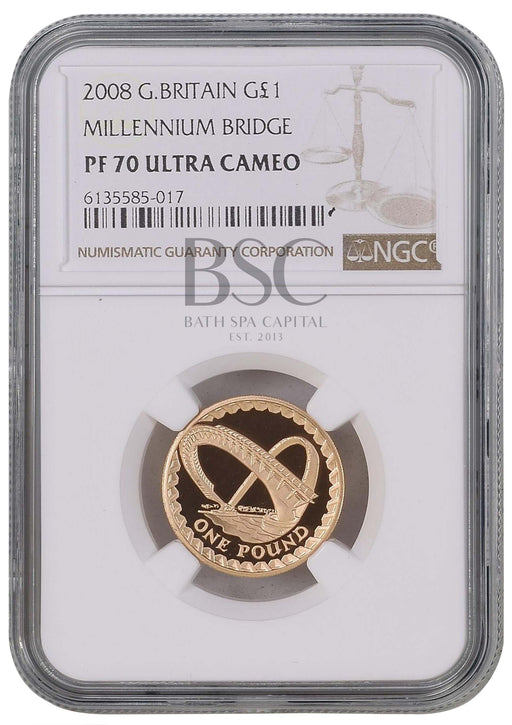 2008 G.BRITAIN G£1
MILLENNIUM BRIDGE
PF 70 ULTRA CAMEO
6135585-017
NUMISMATIC GUARANTY CORPORATION
NGC®
BSC
BATH SPA CAPITAL
EST. 2013
ONE POUND